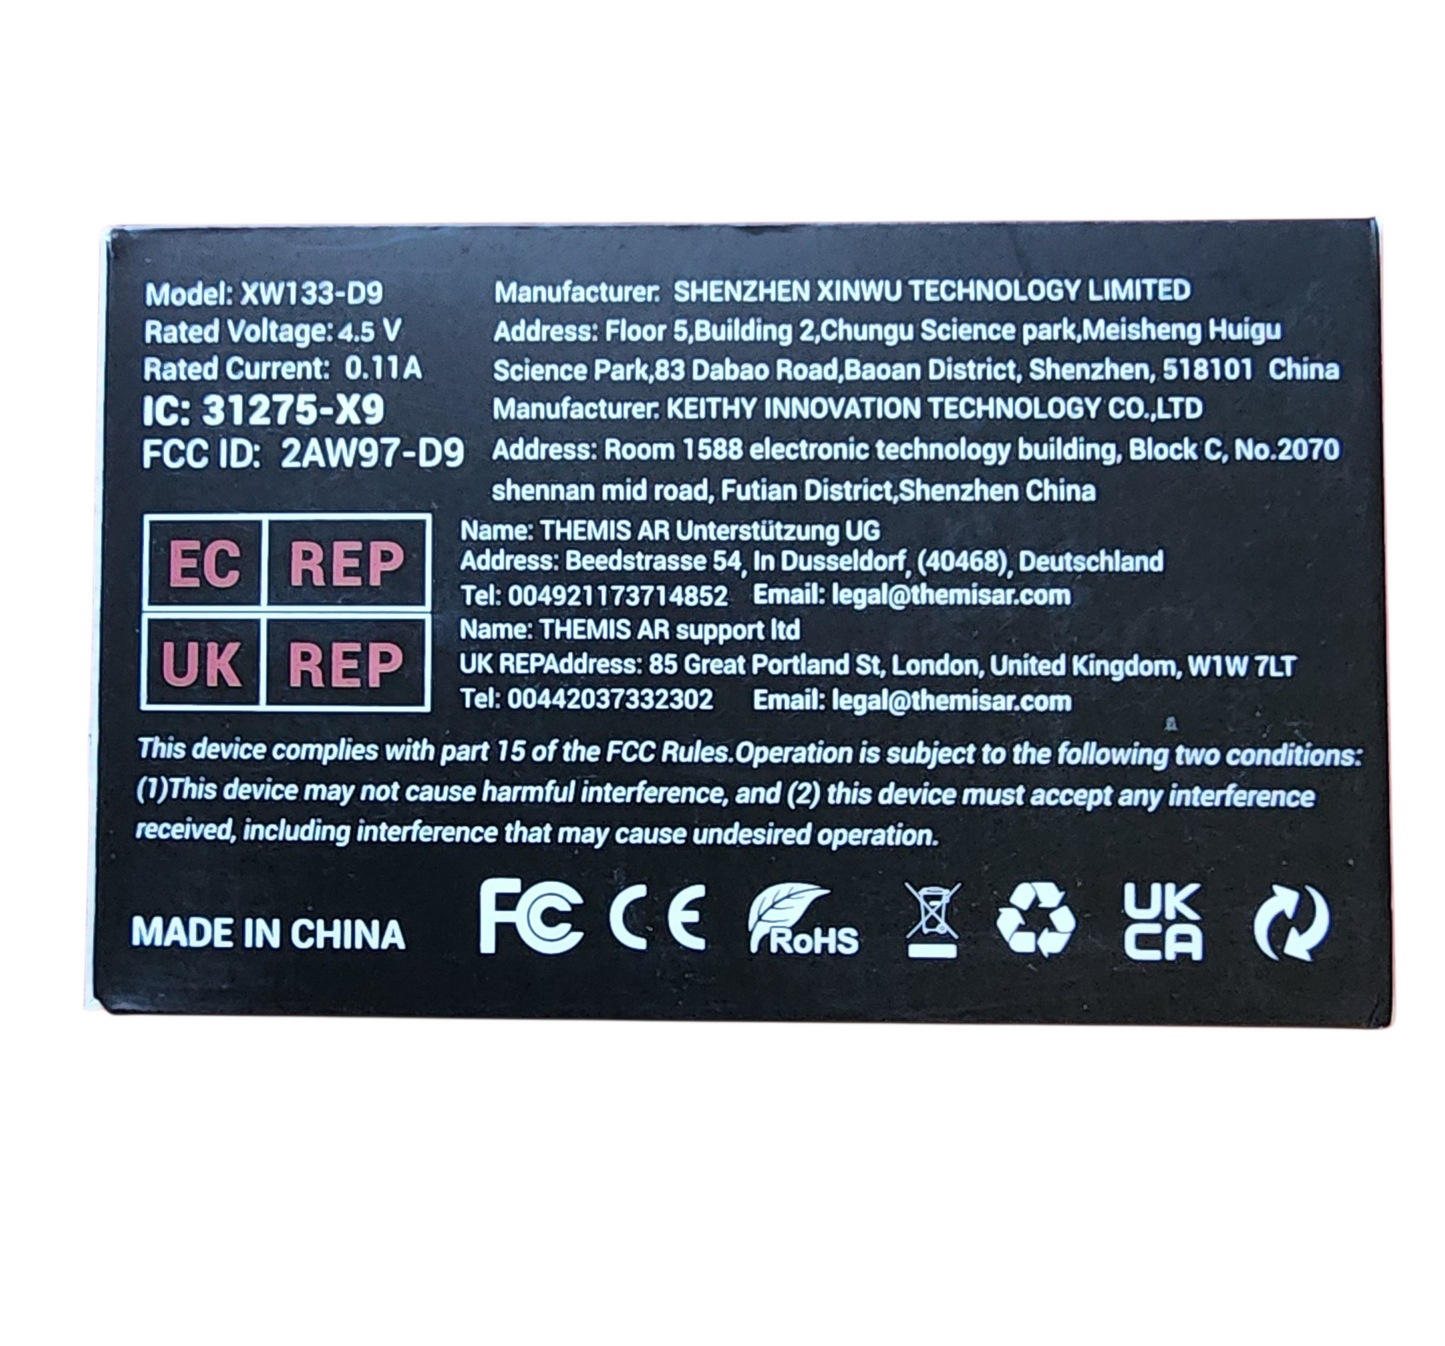 Model: XW133-D9
Rated Voltage: 4.5 V
Rated Current: 0.11A
IC: 31275-X9
FCC ID: 2AW97-D9
Manufacturer: SHENZHEN XINWU TECHNOLOGY LIMITED
Address: Floor 5,Building 2,Chungu Science park,Meisheng Huigu
Science Park,83 Dabao Road,Baoan District, Shenzhen, 518101 China
Manufacturer: KEITHY INNOVATION TECHNOLOGY CO.,LTD
Address: Room 1588 electronic technology building, Block C, No.2070
shennan mid road, Futian District,Shenzhen China
EC REP
Name: THEMIS AR Unterstützung UG
Address: Beedstrasse 54, In Dusseldorf, (40468), Deutschland
Tel: 004921173714852 Email: legal@themisar.com
UK REP
Name: THEMIS AR support ltd
UK REPAddress: 85 Great Portland St, London, United Kingdom, W1W 7LT
Tel: 00442037332302 Email: legal@themisar.com
This device complies with part 15 of the FCC Rules.Operation is subject to the following two conditions:
(1)This device may not cause harmful interference, and (2) this device must accept any interference
received, including interference that may cause undesired operation.
MADE IN CHINA FC CE RoHS UK
CA